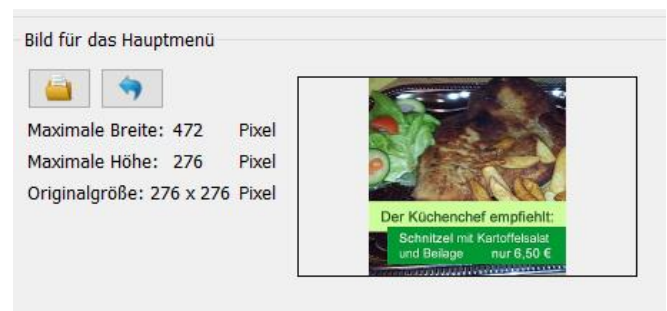 Bild für das Hauptmenü
Maximale Breite: 472 Pixel
Maximale Höhe: 276 Pixel
Originalgröße: 276 x 276 Pixel
Der Küchenchef empfiehlt:
Schnitzel mit Kartoffelsalat
und Beilage nur 6,50 €